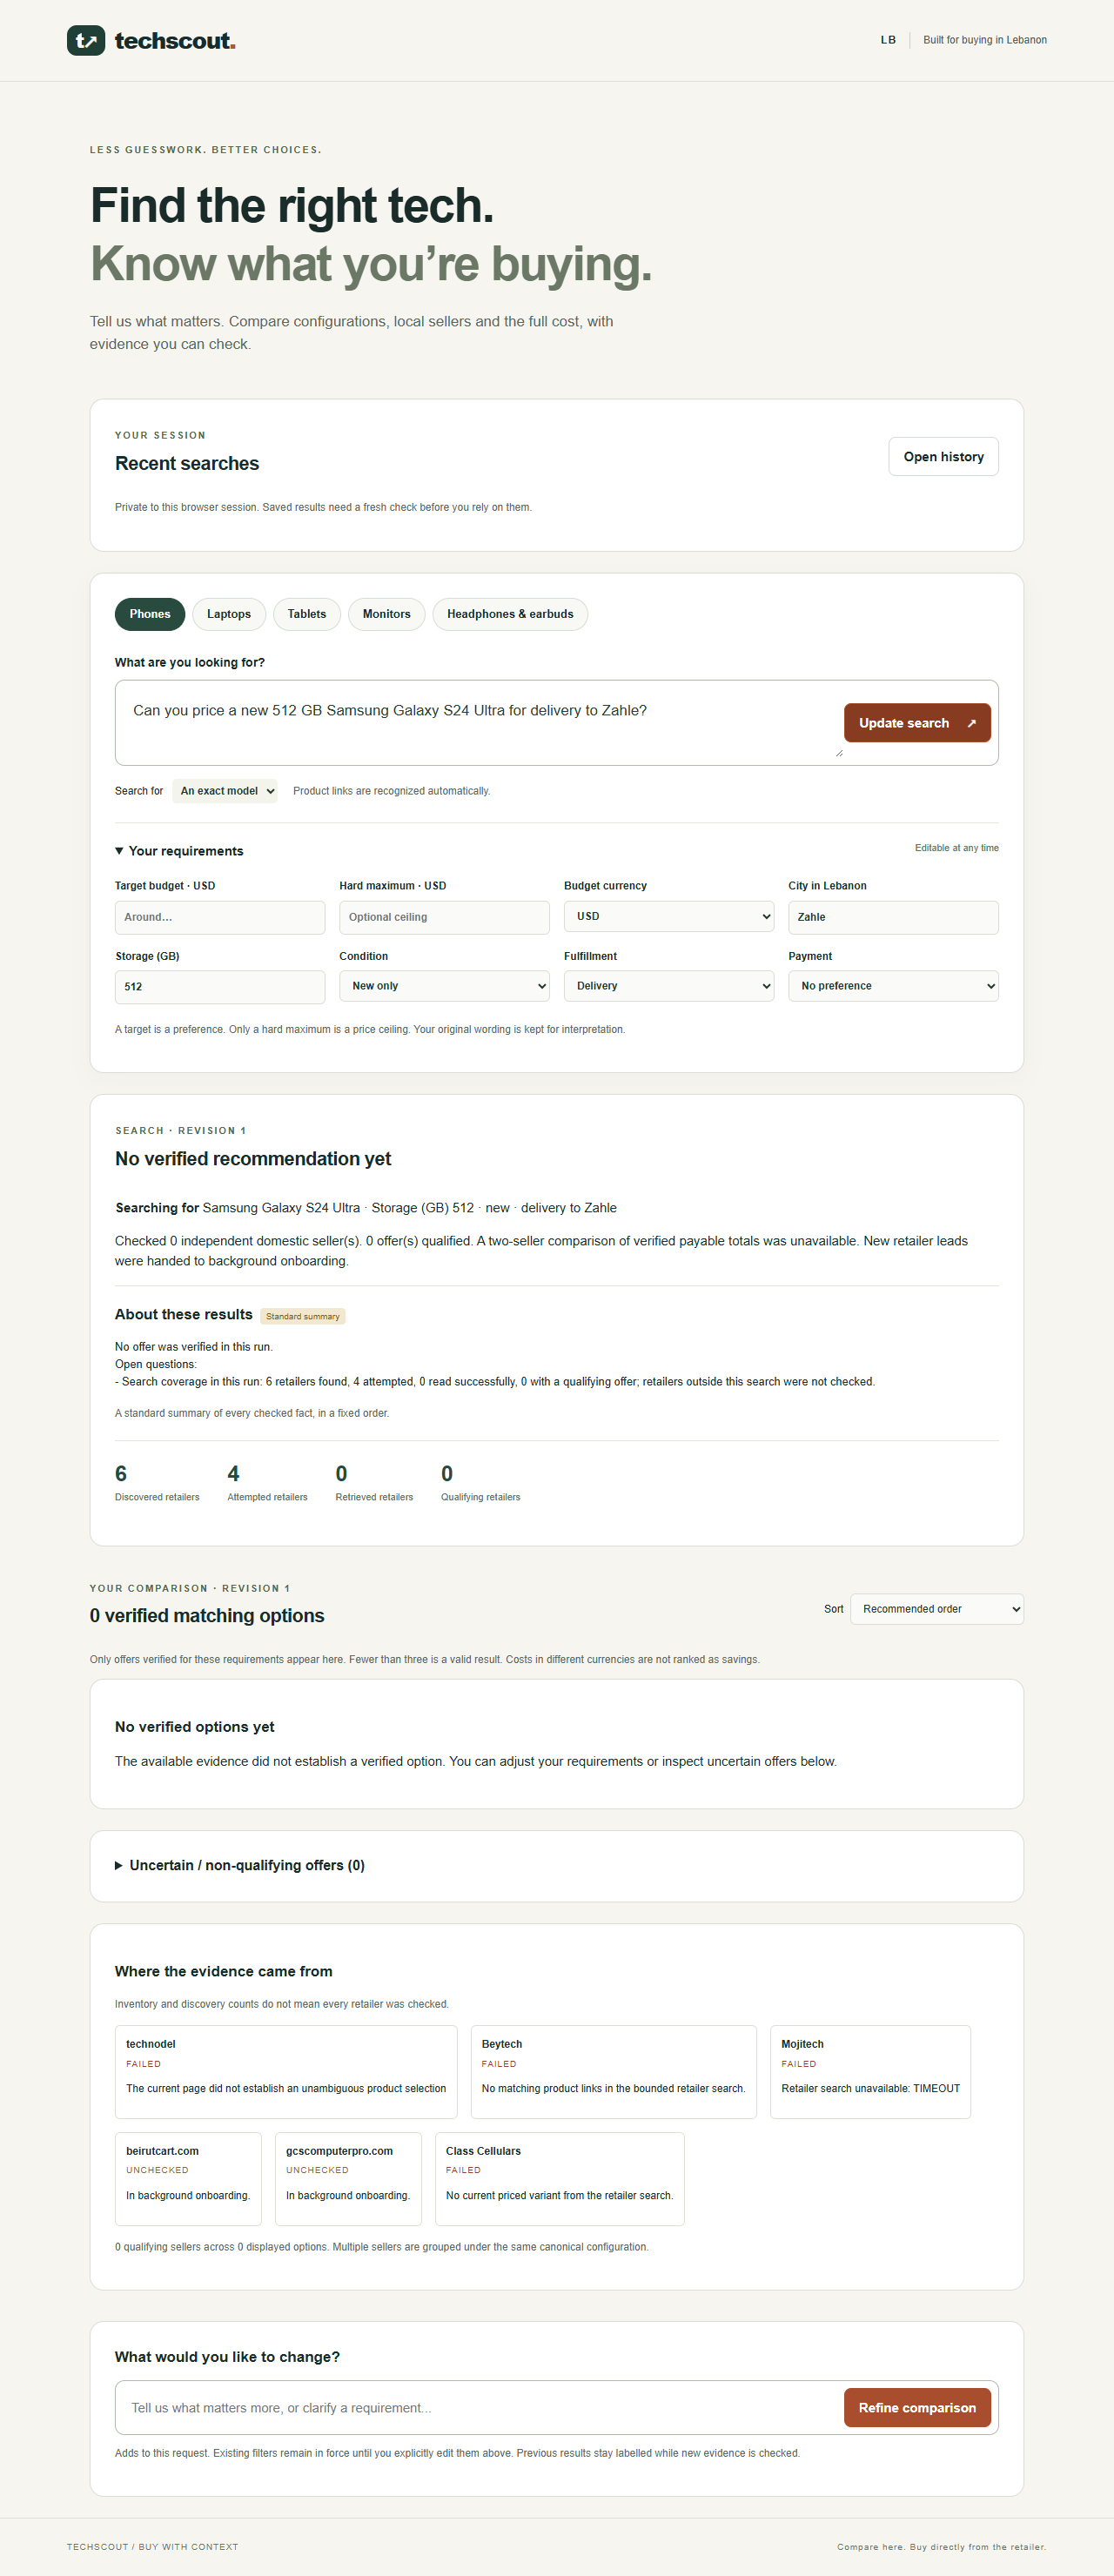 t↗ techscout.
LB
Built for buying in Lebanon
LESS GUESSWORK. BETTER CHOICES.
Find the right tech.
Know what you’re buying.
Tell us what matters. Compare configurations, local sellers and the full cost, with
evidence you can check.
YOUR SESSION
Recent searches
Open history
Private to this browser session. Saved results need a fresh check before you rely on them.
Phones
Laptops
Tablets
Monitors
Headphones & earbuds
What are you looking for?
Can you price a new 512 GB Samsung Galaxy S24 Ultra for delivery to Zahle?
Update search ↗
Search for
An exact model
Product links are recognized automatically.
▼ Your requirements
Editable at any time
Target budget · USD
Hard maximum · USD
Budget currency
City in Lebanon
Around...
Optional ceiling
USD
Zahle
Storage (GB)
Condition
Fulfillment
Payment
512
New only
Delivery
No preference
A target is a preference. Only a hard maximum is a price ceiling. Your original wording is kept for interpretation.
SEARCH · REVISION 1
No verified recommendation yet
Searching for Samsung Galaxy S24 Ultra · Storage (GB) 512 · new · delivery to Zahle
Checked 0 independent domestic seller(s). 0 offer(s) qualified. A two-seller comparison of verified payable totals was unavailable. New retailer leads
were handed to background onboarding.
About these results
Standard summary
No offer was verified in this run.
Open questions:
- Search coverage in this run: 6 retailers found, 4 attempted, 0 read successfully, 0 with a qualifying offer; retailers outside this search were not checked.
A standard summary of every checked fact, in a fixed order.
6
4
0
0
Discovered retailers
Attempted retailers
Retrieved retailers
Qualifying retailers
YOUR COMPARISON · REVISION 1
0 verified matching options
Sort
Recommended order
Only offers verified for these requirements appear here. Fewer than three is a valid result. Costs in different currencies are not ranked as savings.
No verified options yet
The available evidence did not establish a verified option. You can adjust your requirements or inspect uncertain offers below.
▶ Uncertain / non-qualifying offers (0)
Where the evidence came from
Inventory and discovery counts do not mean every retailer was checked.
technodel
FAILED
The current page did not establish an unambiguous product selection
Beytech
FAILED
No matching product links in the bounded retailer search.
Mojitech
FAILED
Retailer search unavailable: TIMEOUT
beirutcart.com
UNCHECKED
In background onboarding.
gcscomputerpro.com
UNCHECKED
In background onboarding.
Class Cellulars
FAILED
No current priced variant from the retailer search.
0 qualifying sellers across 0 displayed options. Multiple sellers are grouped under the same canonical configuration.
What would you like to change?
Tell us what matters more, or clarify a requirement...
Refine comparison
Adds to this request. Existing filters remain in force until you explicitly edit them above. Previous results stay labelled while new evidence is checked.
TECHSCOUT / BUY WITH CONTEXT
Compare here. Buy directly from the retailer.